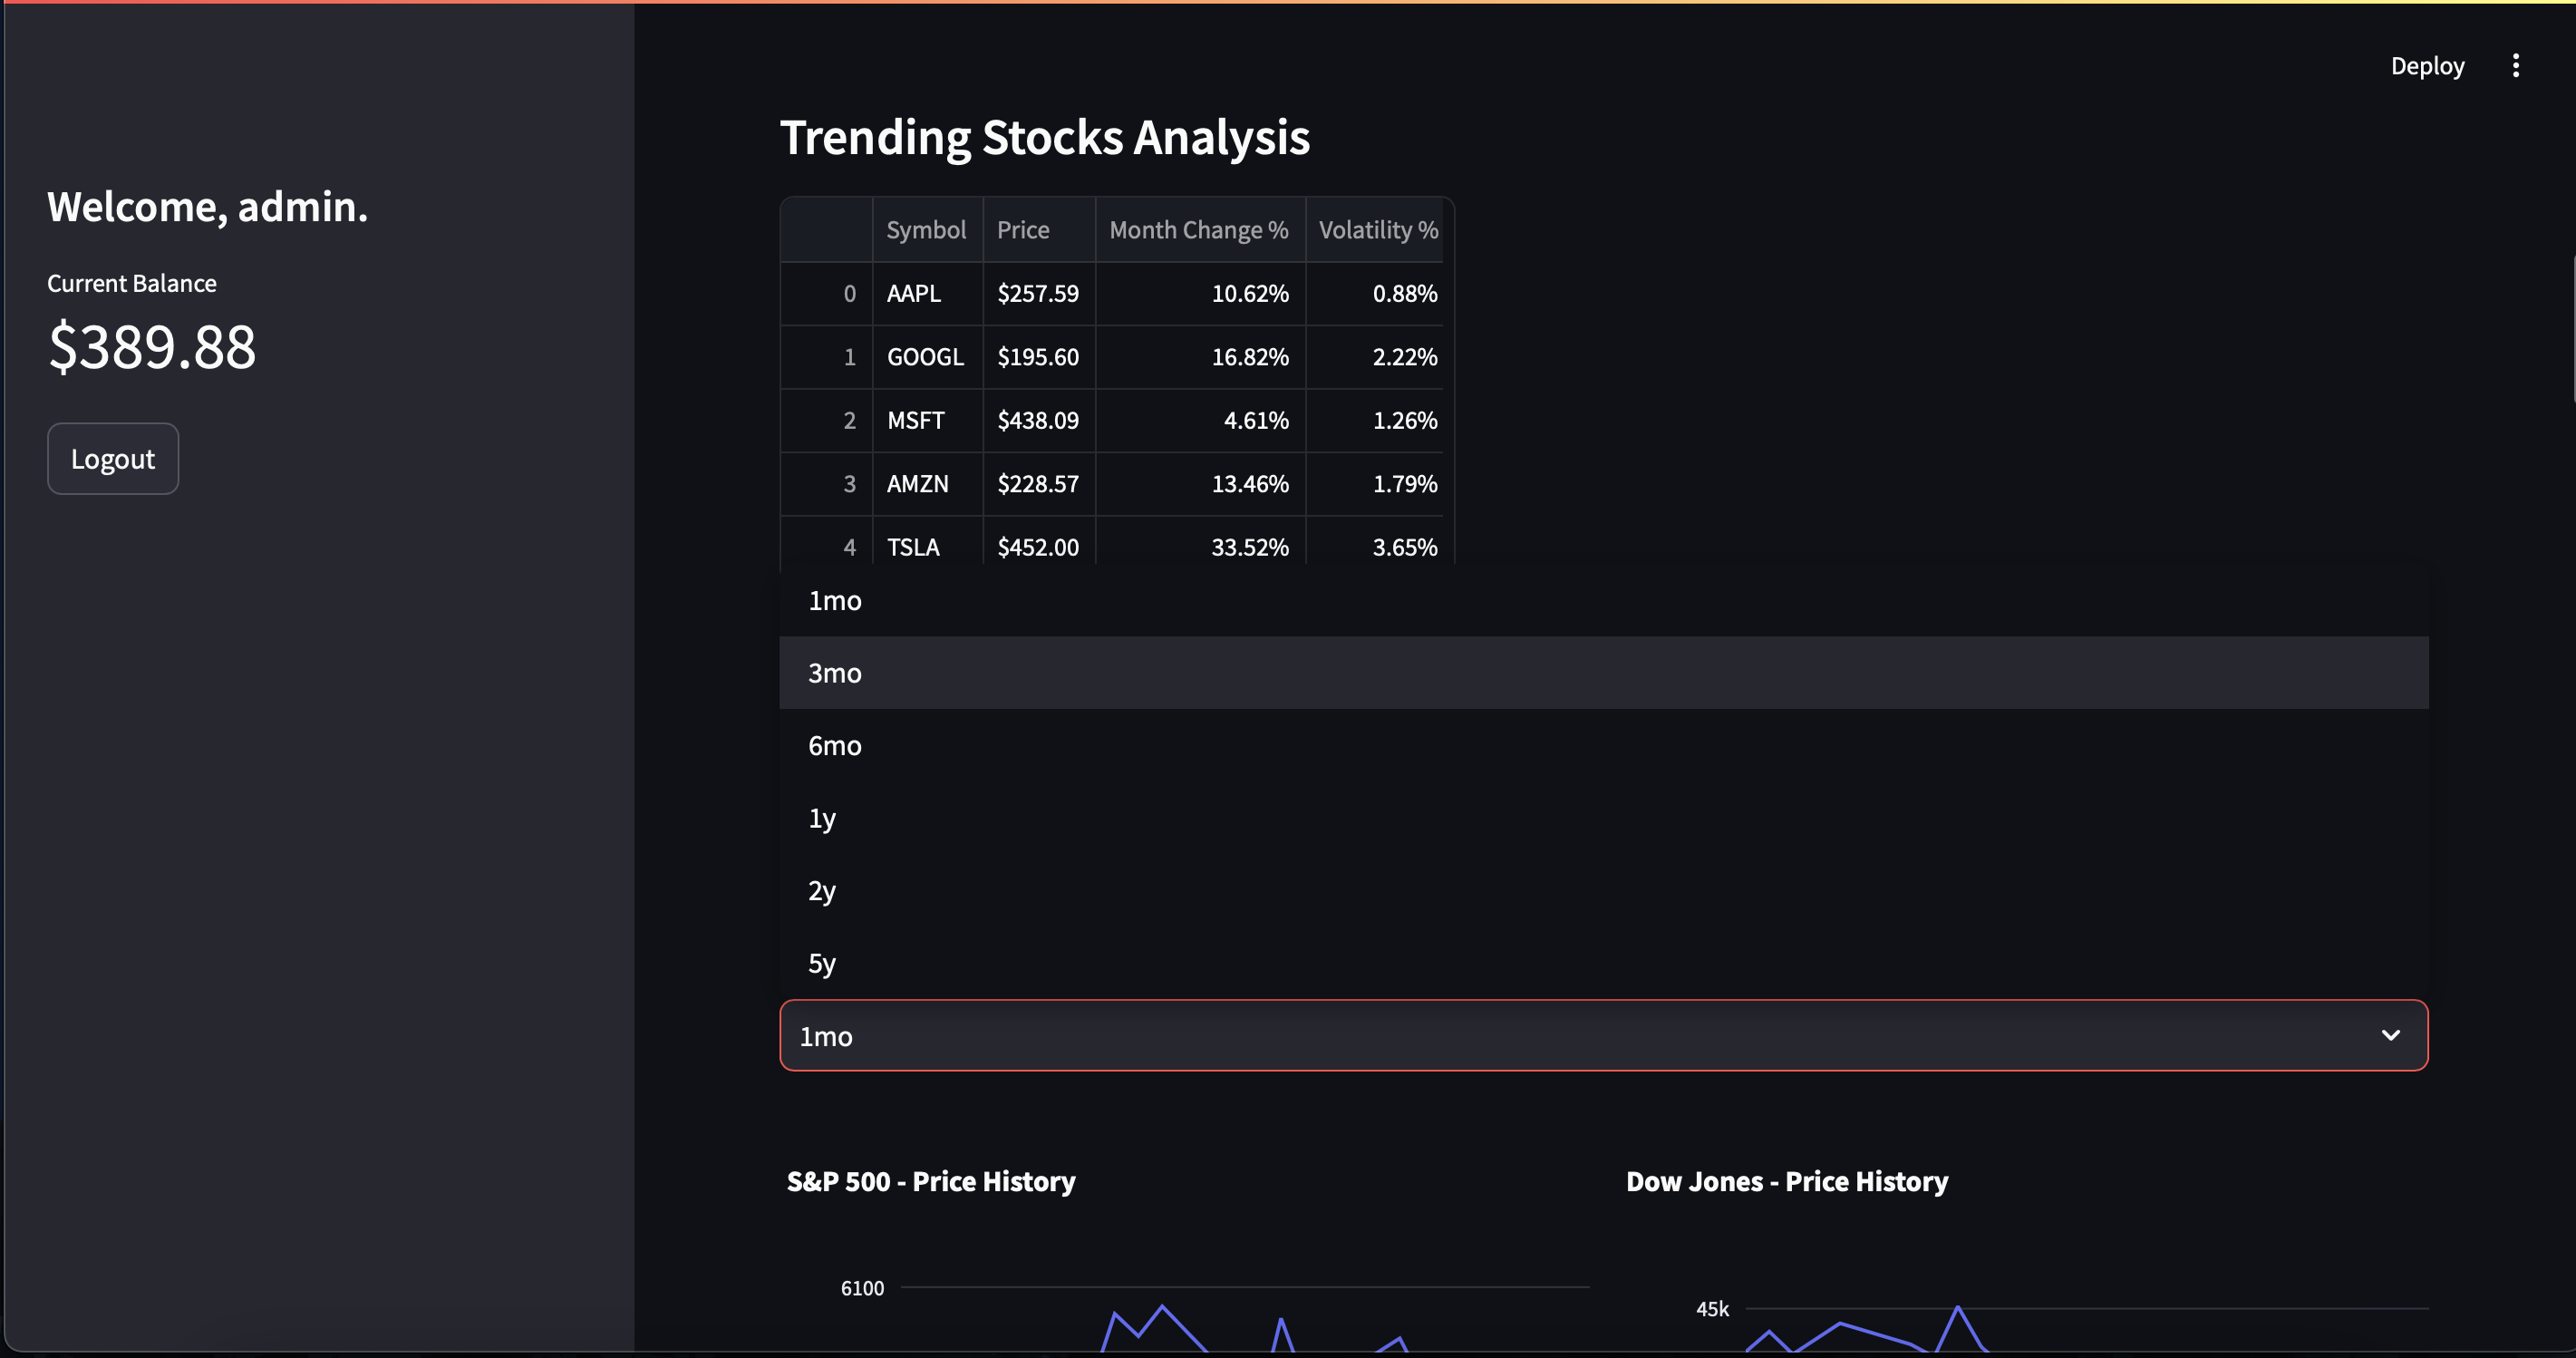 Deploy
Welcome, admin.
Current Balance
$389.88
Logout
Trending Stocks Analysis
Symbol Price Month Change % Volatility %
0 AAPL $257.59 10.62% 0.88%
1 GOOGL $195.60 16.82% 2.22%
2 MSFT $438.09 4.61% 1.26%
3 AMZN $228.57 13.46% 1.79%
4 TSLA $452.00 33.52% 3.65%
1mo
3mo
6mo
1y
2y
5y
1mo
S&P 500 - Price History
6100
Dow Jones - Price History
45k